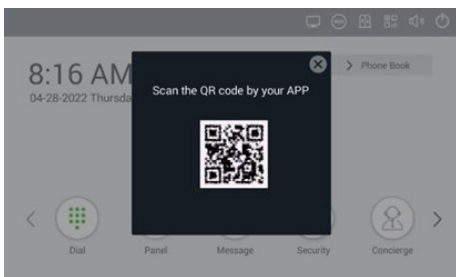 8:16 AM
04-28-2022 Thursda
Scan the QR code by your APP
Phone Book
Dial
Panel
Message
Security
Concierge